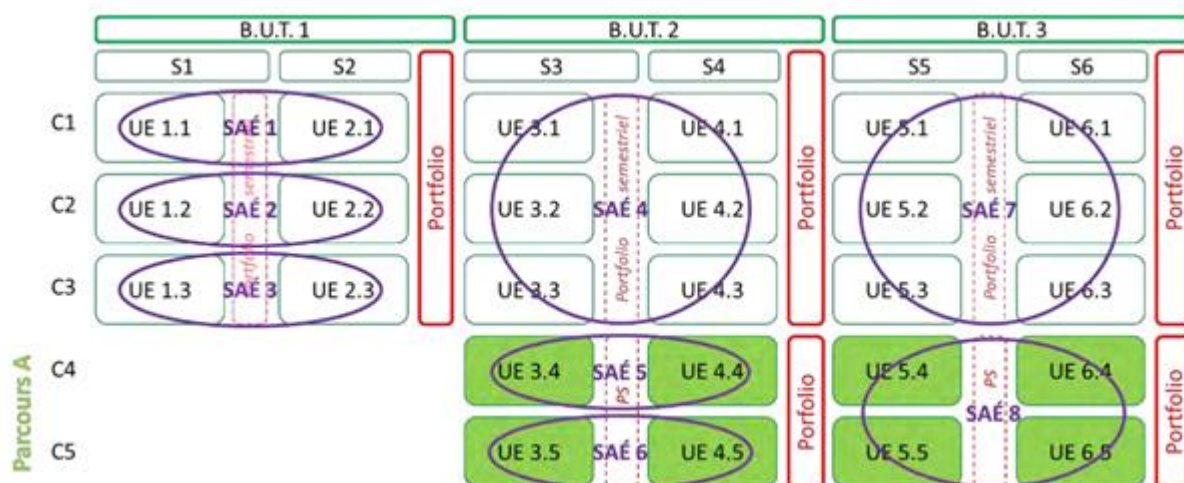 B.U.T. 1 B.U.T. 2 B.U.T. 3
S1 S2 S3 S4 S5 S6
Portfolio Portfolio Portfolio
C1 UE 1.1 SAÉ 1 UE 2.1 UE 3.1 UE 4.1 UE 5.1 UE 6.1
Portfolio semestriel Portfolio semestriel Portfolio semestriel
C2 UE 1.2 SAÉ 2 UE 2.2 UE 3.2 SAÉ 4 UE 4.2 UE 5.2 SAÉ 7 UE 6.2
C3 UE 1.3 SAÉ 3 UE 2.3 UE 3.3 UE 4.3 UE 5.3 UE 6.3
Parcours A
C4 UE 3.4 SAÉ 5 UE 4.4 UE 5.4 UE 6.4
PS PS
Porfolio Portfolio
SAÉ 8
C5 UE 3.5 SAÉ 6 UE 4.5 UE 5.5 UE 6.5